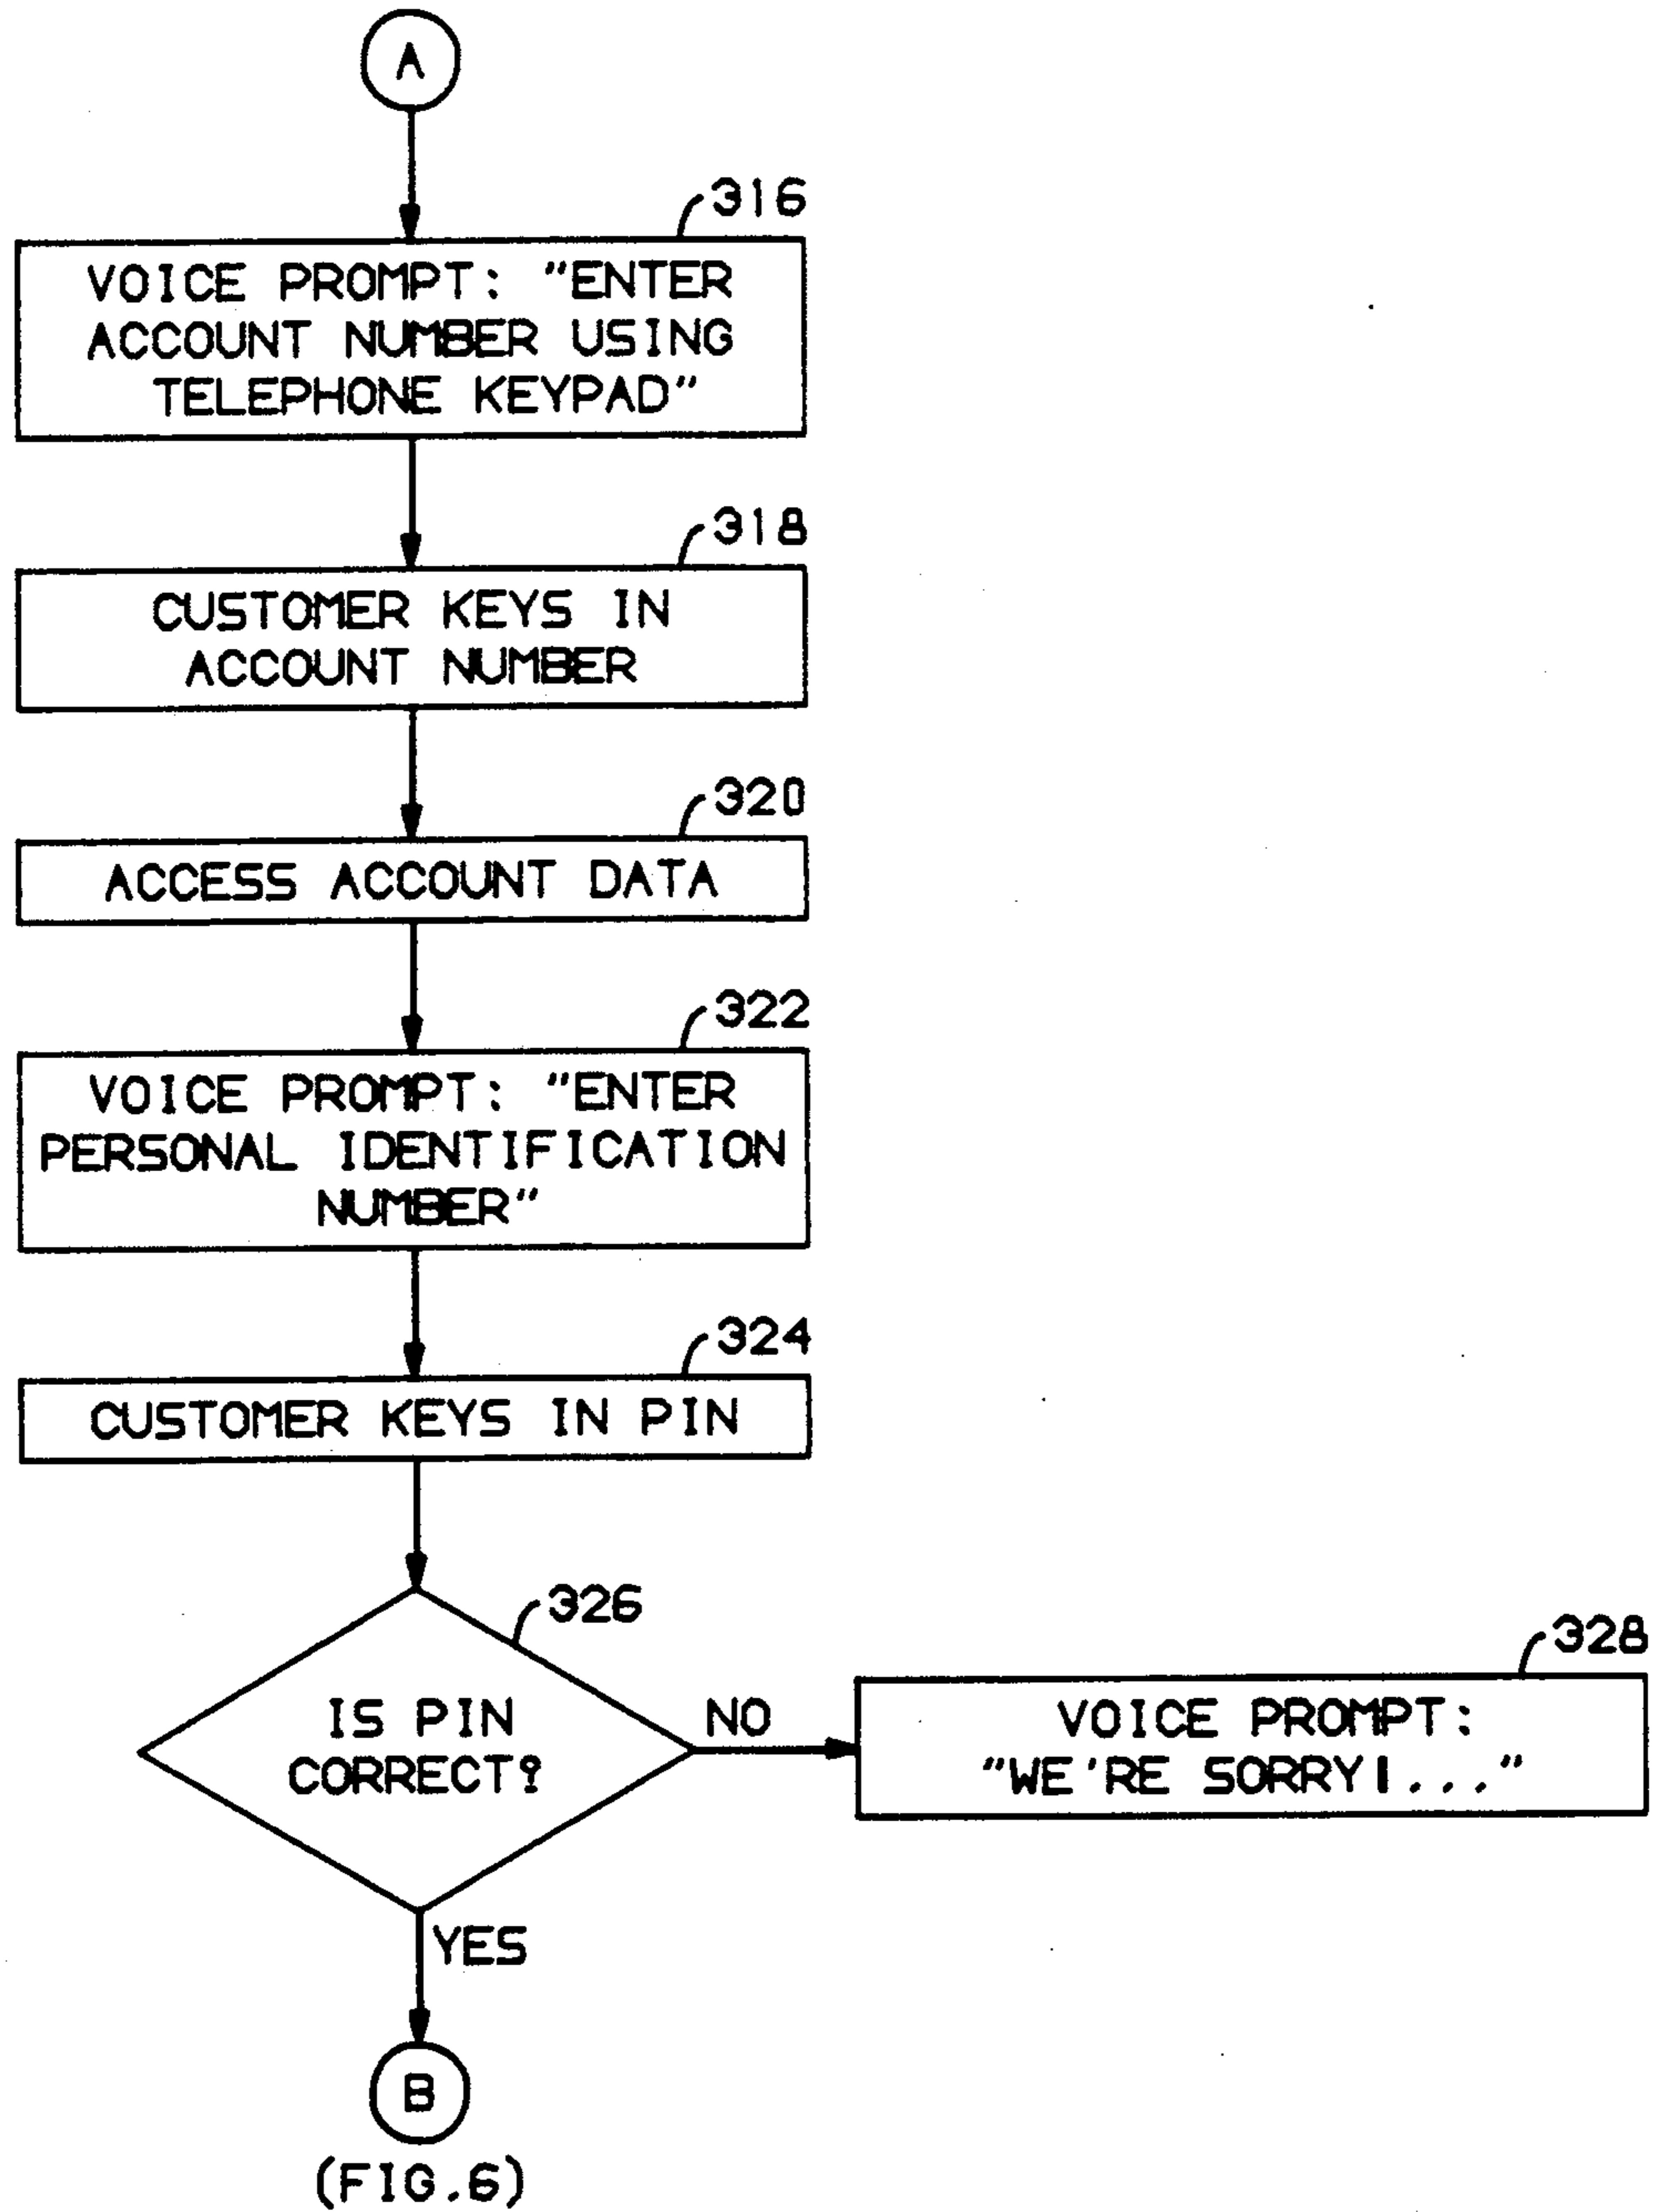 A
316
VOICE PROMPT: "ENTER
ACCOUNT NUMBER USING
TELEPHONE KEYPAD"
318
CUSTOMER KEYS IN
ACCOUNT NUMBER
320
ACCESS ACCOUNT DATA
322
VOICE PROMPT: "ENTER
PERSONAL IDENTIFICATION
NUMBER"
324
CUSTOMER KEYS IN PIN
326
IS PIN
CORRECT?
NO
328
VOICE PROMPT:
"WE'RE SORRY!..."
YES
B
(FIG.6)